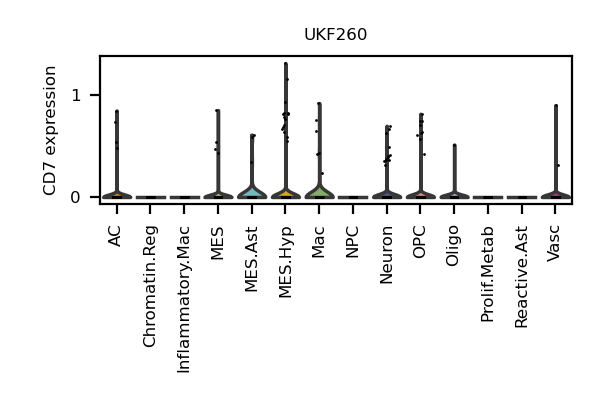 UKF260
CD7 expression
1
0
AC
Chromatin.Reg
Inflammatory.Mac
MES
MES.Ast
MES.Hyp
Mac
NPC
Neuron
OPC
Oligo
Prolif.Metab
Reactive.Ast
Vasc